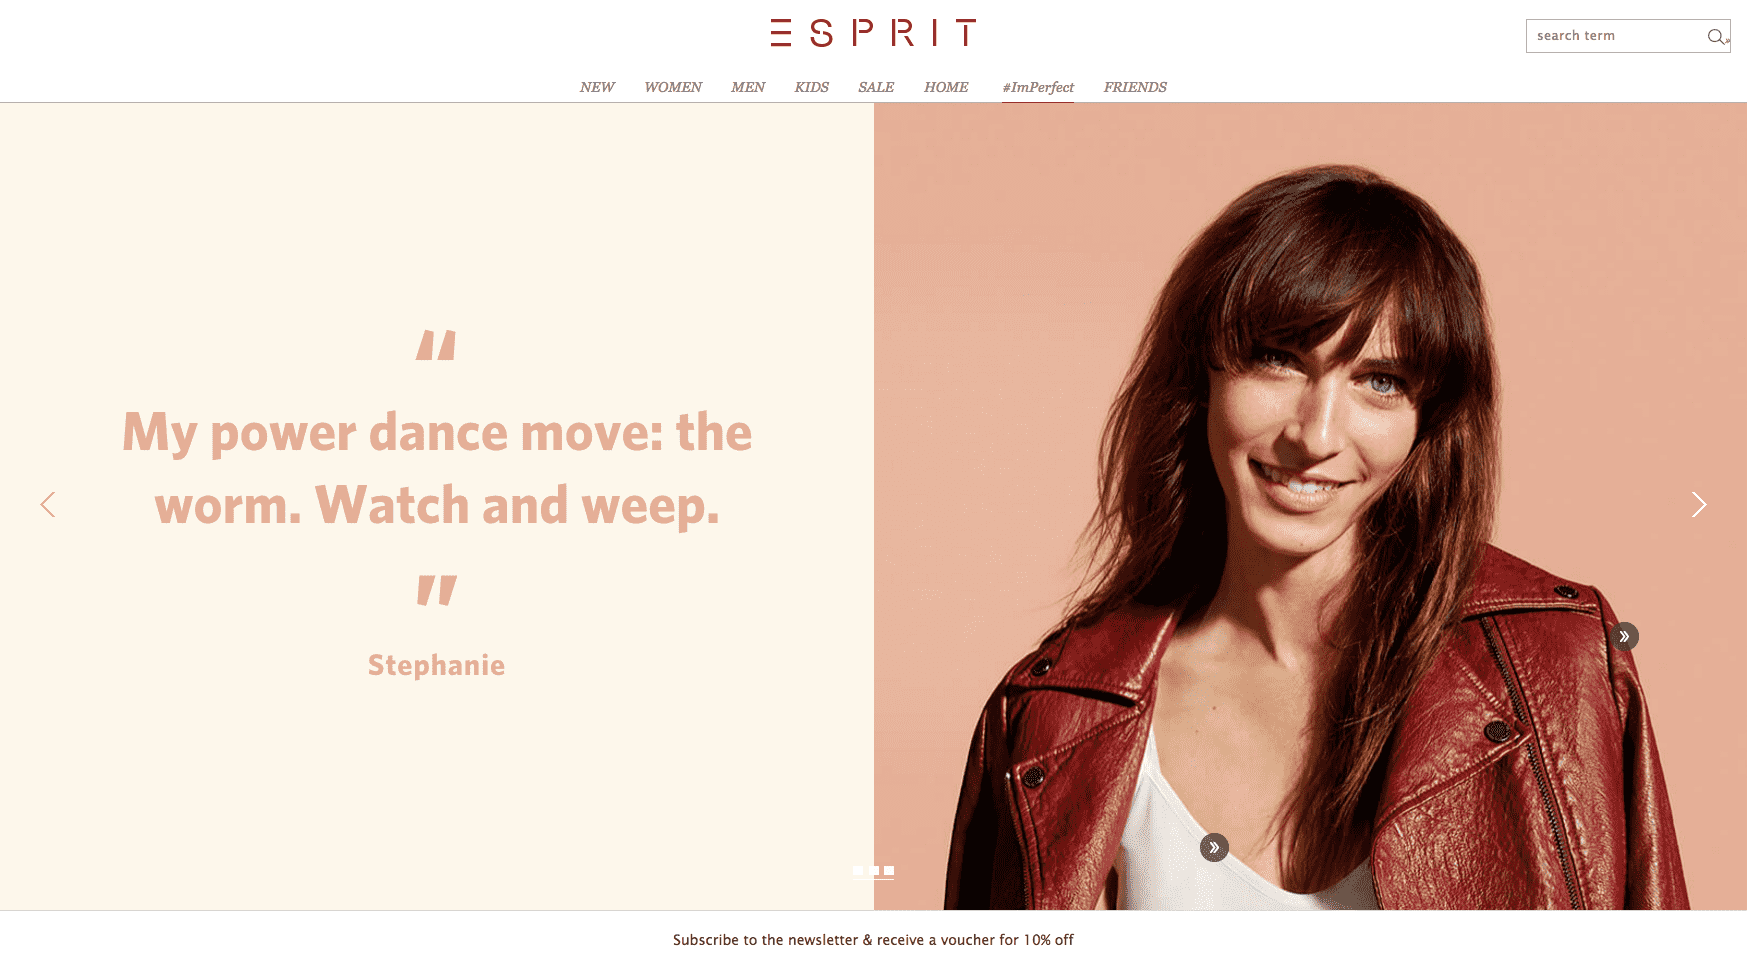 ESPRIT
search term
NEW WOMEN MEN KIDS SALE HOME #ImPerfect FRIENDS
“
My power dance move: the
worm. Watch and weep.
”
Stephanie
»
»
Subscribe to the newsletter & receive a voucher for 10% off